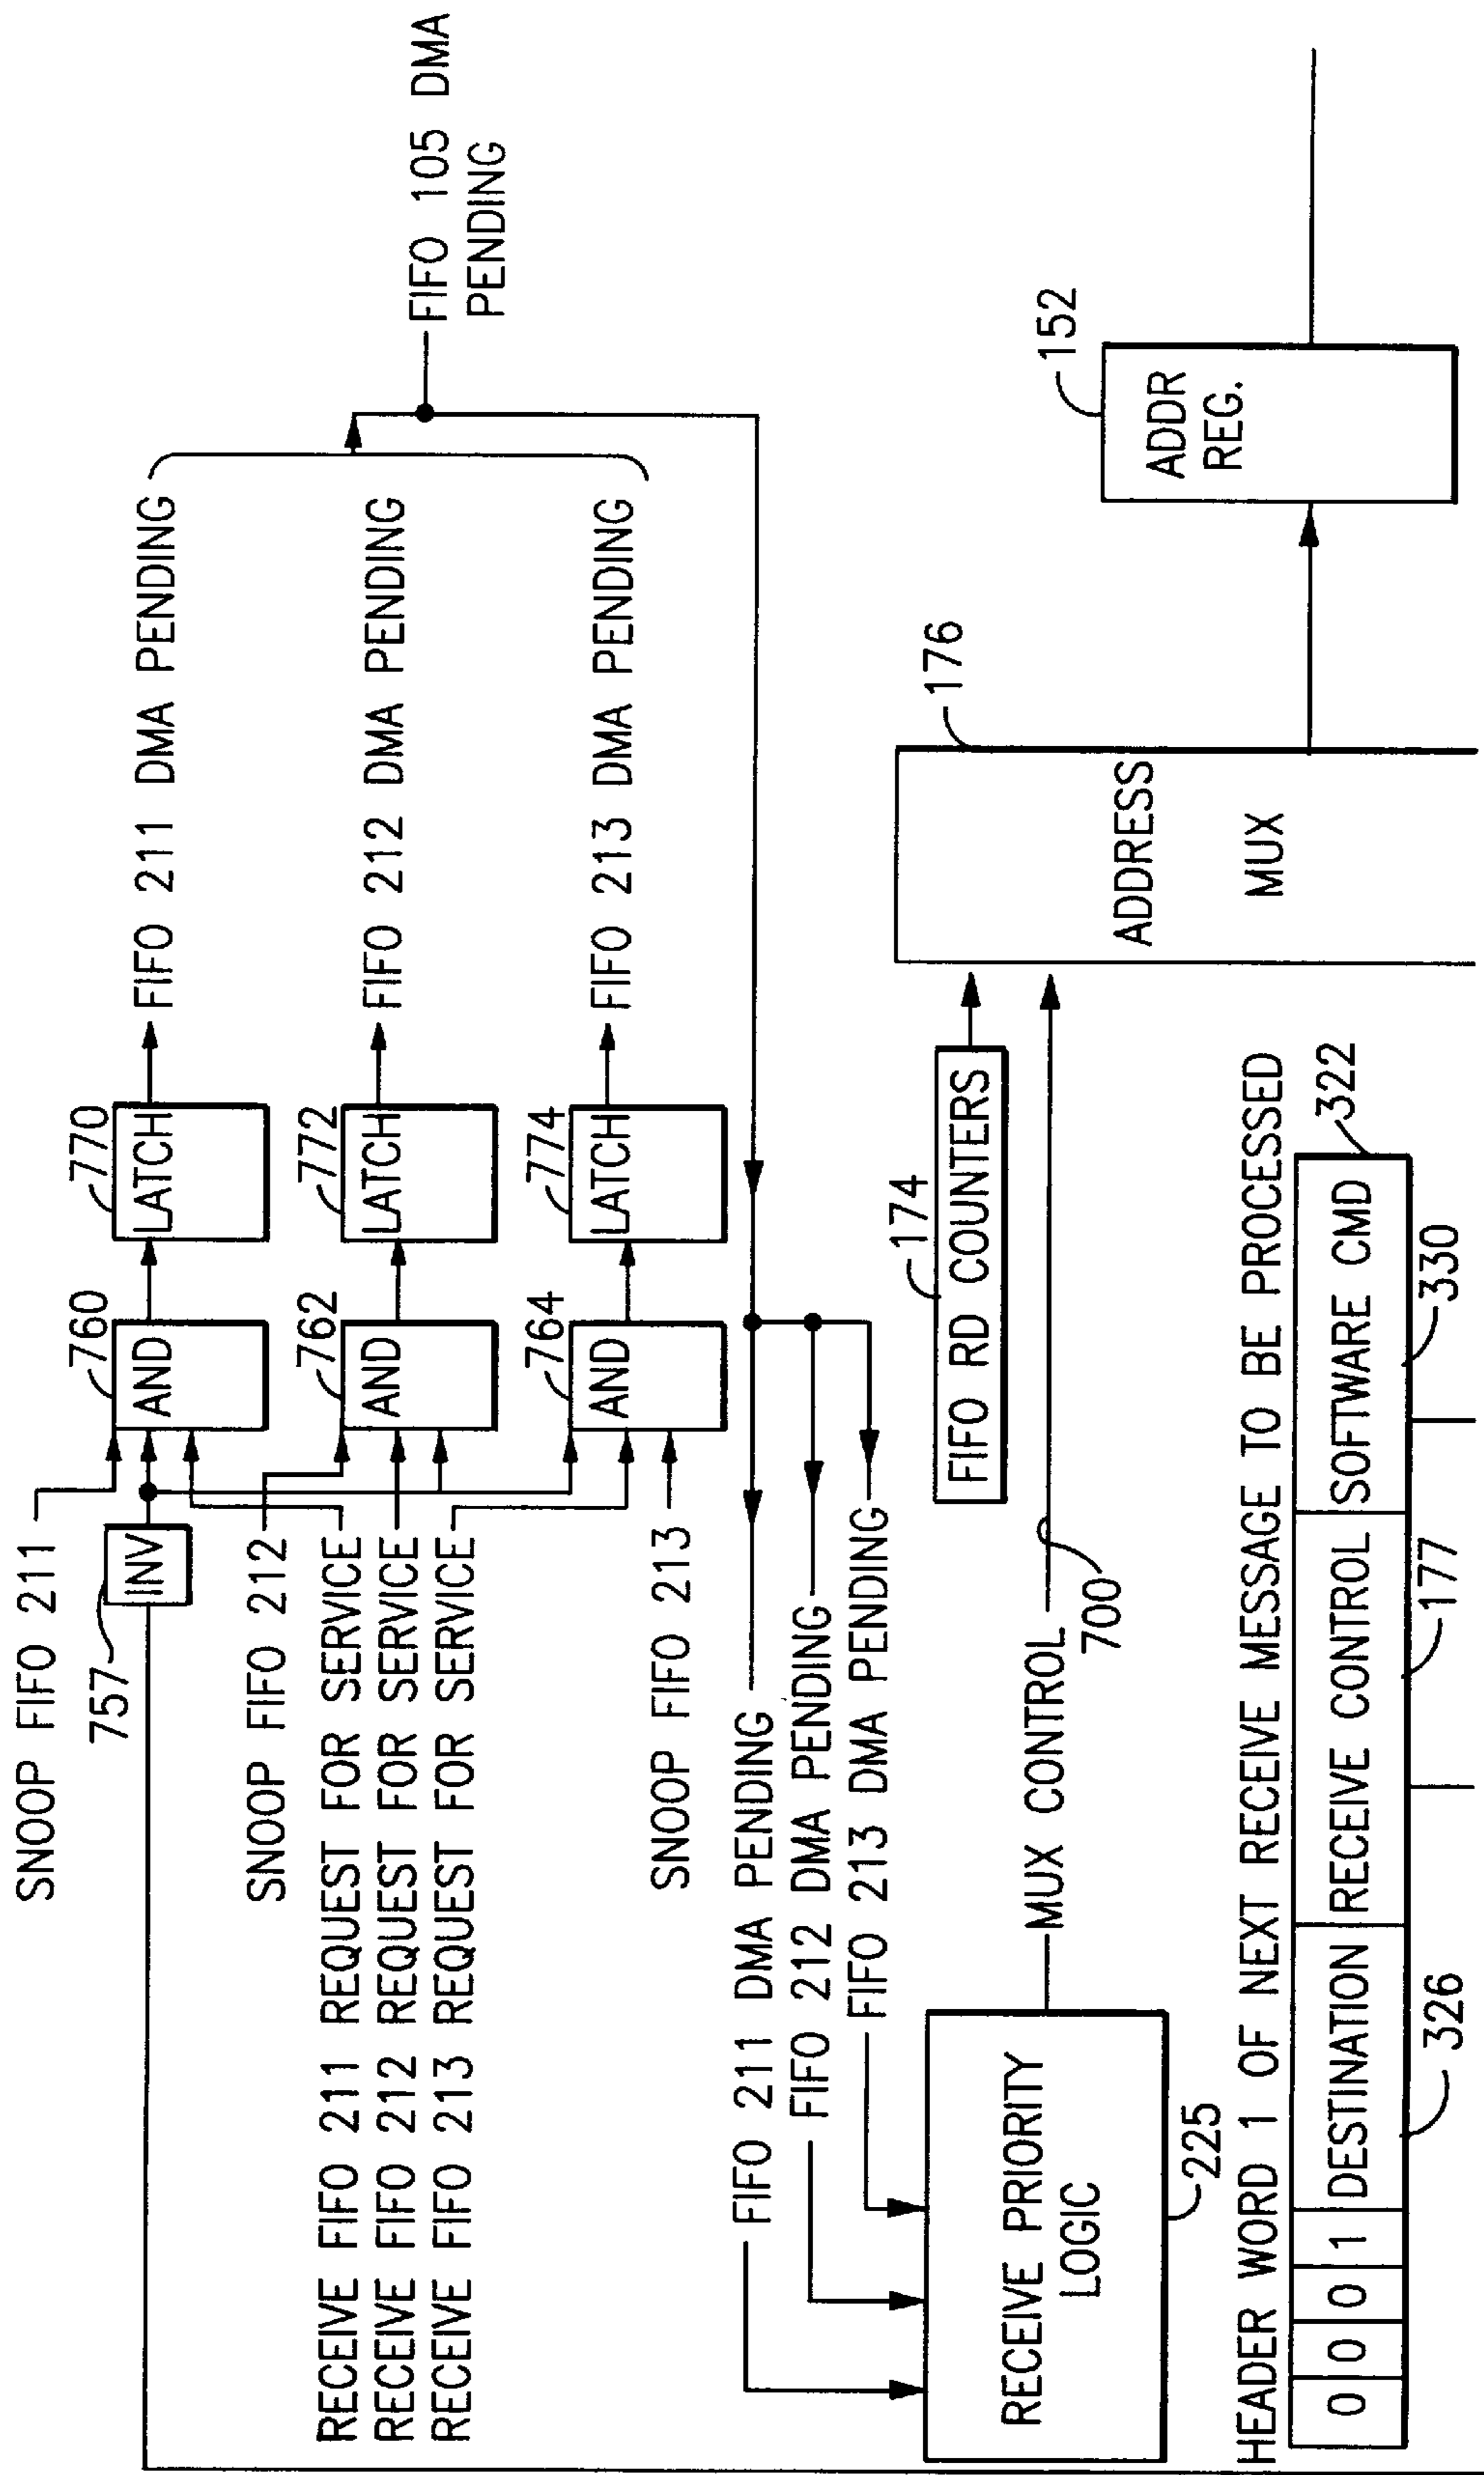 SNOOP FIFO 211
757
INV
SNOOP FIFO 212
RECEIVE FIFO 211 REQUEST FOR SERVICE
RECEIVE FIFO 212 REQUEST FOR SERVICE
RECEIVE FIFO 213 REQUEST FOR SERVICE
SNOOP FIFO 213
760
AND
770
LATCH
FIFO 211 DMA PENDING
762
AND
772
LATCH
FIFO 212 DMA PENDING
764
AND
774
LATCH
FIFO 213 DMA PENDING
FIFO 105 DMA
PENDING
FIFO 211 DMA PENDING
FIFO 212 DMA PENDING
FIFO 213 DMA PENDING
RECEIVE PRIORITY
LOGIC
225
MUX CONTROL
700
174
FIFO RD COUNTERS
176
ADDRESS
MUX
152
ADDR
REG.
HEADER WORD 1 OF NEXT RECEIVE MESSAGE TO BE PROCESSED
0 0 0 1 DESTINATION RECEIVE CONTROL SOFTWARE CMD
322
326
177
330